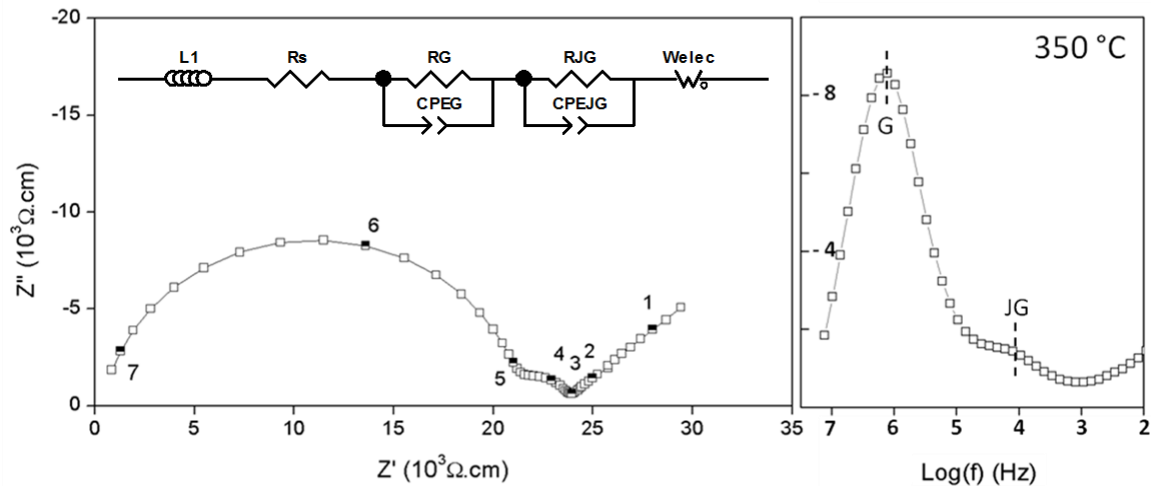 L1 Rs RG RJG Welec
CPEG CPEJG
-20
-15
-10
-5
0
Z'' (10³Ω.cm)
0 5 10 15 20 25 30 35
Z' (10³Ω.cm)
7
6
5
4
3
2
1
350 °C
- 8
- 4
G
JG
7 6 5 4 3 2
Log(f) (Hz)